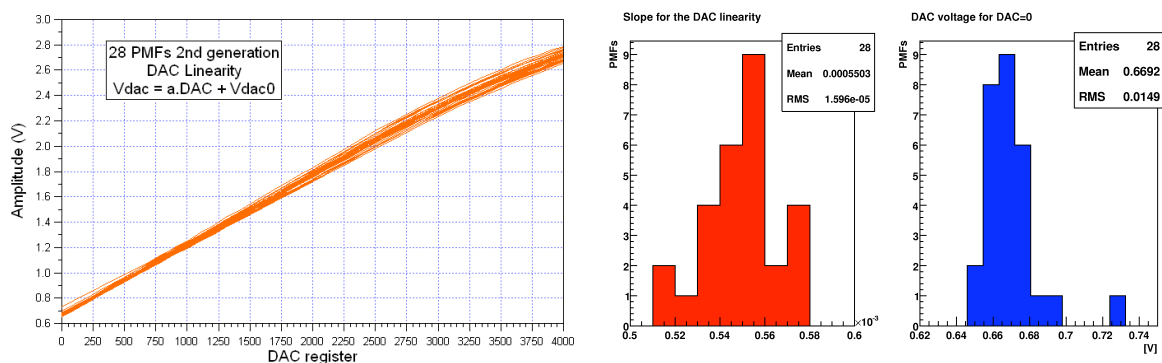 3.0
2.8
2.6
2.4
2.2
2.0
1.8
1.6
1.4
1.2
1.0
0.8
0.6
Amplitude (V)
28 PMFs 2nd generation
DAC Linearity
Vdac = a.DAC + Vdac0
0 250 500 750 1000 1250 1500 1750 2000 2250 2500 2750 3000 3250 3500 3750 4000
DAC register
Slope for the DAC linearity
PMFs
Entries 28
Mean 0.0005503
RMS 1.596e-05
9
8
7
6
5
4
3
2
1
0
0.5 0.52 0.54 0.56 0.58 0.6
×10⁻³
DAC voltage for DAC=0
PMFs
Entries 28
Mean 0.6692
RMS 0.0149
9
8
7
6
5
4
3
2
1
0
0.62 0.64 0.66 0.68 0.7 0.72 0.74
[V]